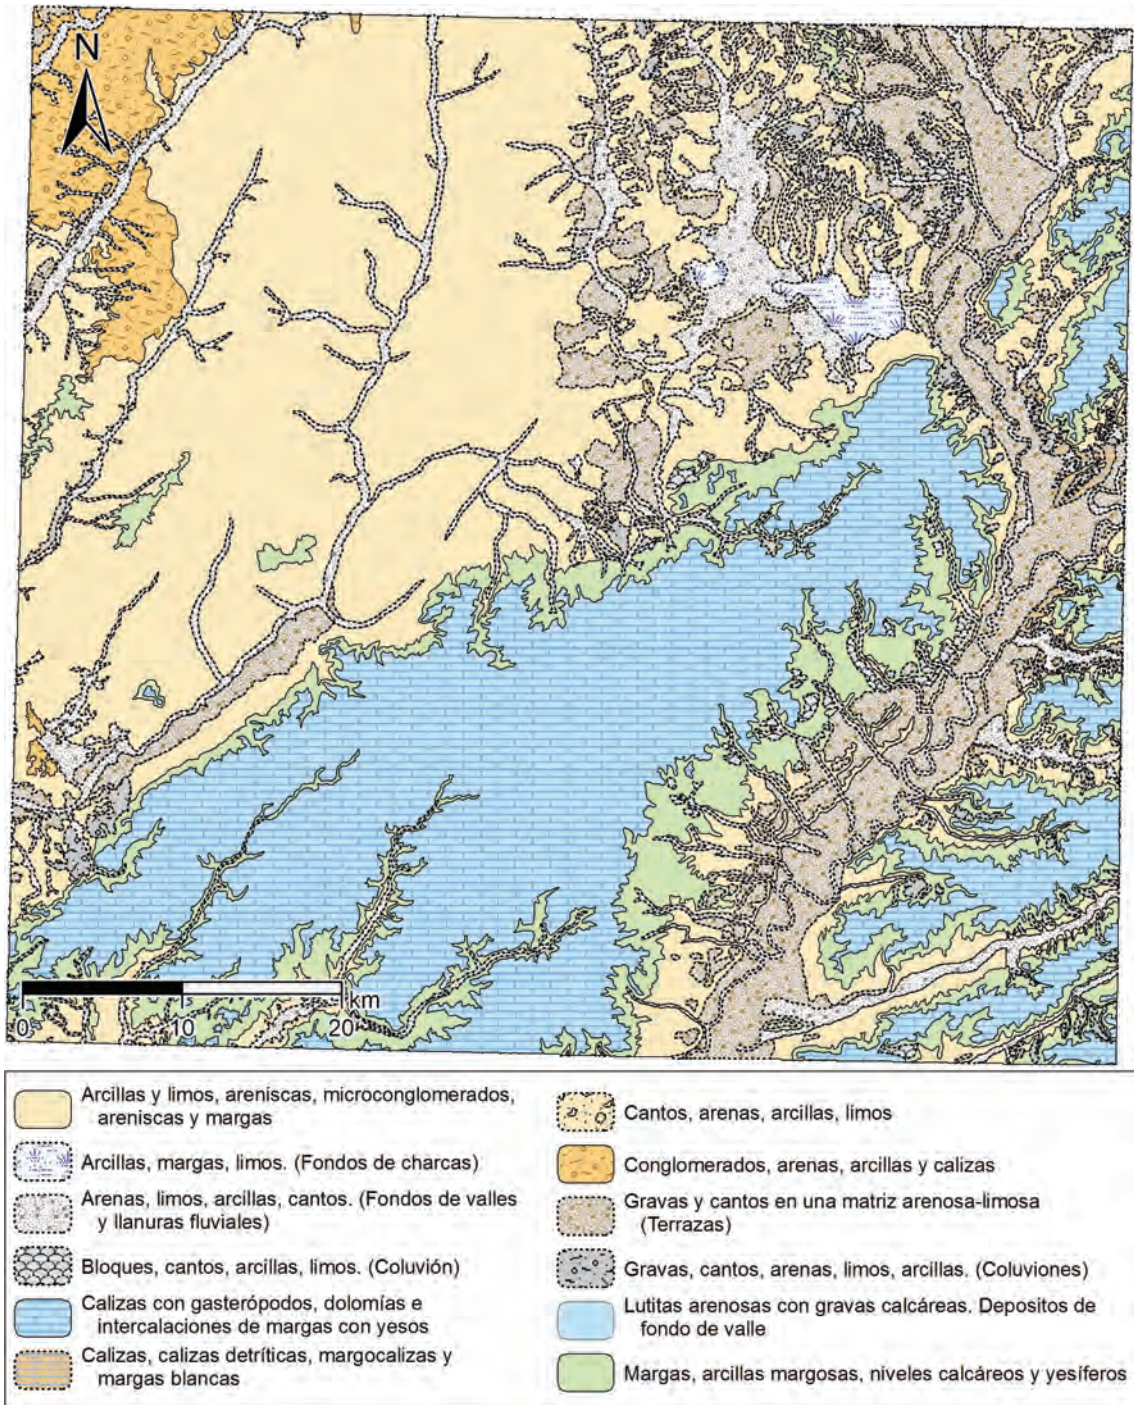 N
km
0 10 20
Arcillas y limos, areniscas, microconglomerados,
areniscas y margas
Arcillas, margas, limos. (Fondos de charcas)
Arenas, limos, arcillas, cantos. (Fondos de valles
y llanuras fluviales)
Bloques, cantos, arcillas, limos. (Coluvión)
Calizas con gasterópodos, dolomías e
intercalaciones de margas con yesos
Calizas, calizas detríticas, margocalizas y
margas blancas
Cantos, arenas, arcillas, limos
Conglomerados, arenas, arcillas y calizas
Gravas y cantos en una matriz arenosa-limosa
(Terrazas)
Gravas, cantos, arenas, limos, arcillas. (Coluviones)
Lutitas arenosas con gravas calcáreas. Depositos de
fondo de valle
Margas, arcillas margosas, niveles calcáreos y yesíferos